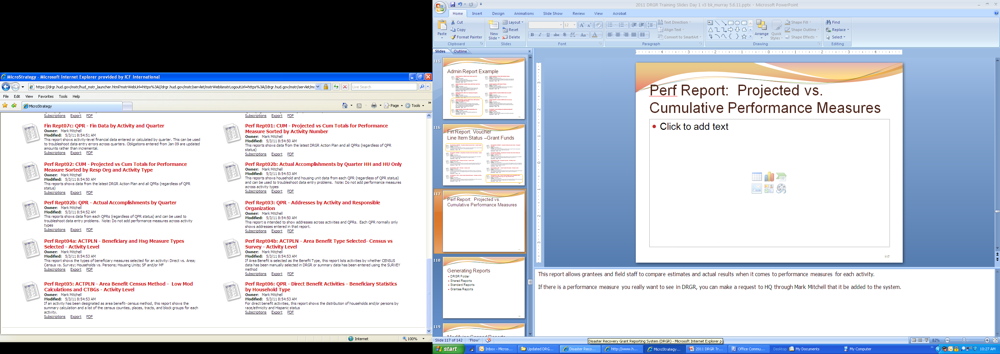 MicroStrategy - Microsoft Internet Explorer provided by ICF International
https://drgr.hud.gov/mstr/hud_mstr_launcher.html?mstrWebUrl=https%3A//drgr.hud.gov/mstr/servlet/mstrWeb&mstrLogoutUrl=https%3A//drgr.hud.gov/mstr/servlet/m
Live Search
File Edit View Favorites Tools Help
MicroStrategy
Page Tools
Subscriptions Export PDF
Subscriptions Export PDF
Fin Rept07c: QPR - Fin Data by Activity and Quarter
Owner: Mark Mitchell
Modified: 5/3/11 8:54:51 AM
This report shows activity-level financial data entered or calculated by quarter. This can be used
to troubleshoot data entry errors across quarters. Obligations entered from Jan 09 are updated
amounts rather than incremental.
Subscriptions Export PDF
Perf Rept01: CUM - Projected vs Cum Totals for Performance
Measure Sorted by Activity Number
Owner: Mark Mitchell
Modified: 5/3/11 8:54:50 AM
This reports shows data from the latest DRGR Action Plan and all QPRs (regardless of QPR
status)
Subscriptions Export PDF
Perf Rept02: CUM - Projected vs Cum Totals for Performance
Measure Sorted by Resp Org and Activity Type
Owner: Mark Mitchell
Modified: 5/3/11 8:54:50 AM
This reports shows data from the latest DRGR Action Plan and all QPRs (regardless of QPR
status)
Subscriptions Export PDF
Perf Rept02b: Actual Accomplishments by Quarter HH and HU Only
Owner: Mark Mitchell
Modified: 5/3/11 8:54:53 AM
This reports shows household and housing unit data from each QPR (regardless of QPR status)
and can be used to troubleshoot data entry problems. Note: Do not add performance measures
across activity types
Subscriptions Export PDF
Perf Rept02b: QPR - Actual Accomplishments by Quarter
Owner: Mark Mitchell
Modified: 5/3/11 8:54:52 AM
This reports shows data from each QPRs (regardless of QPR status) and can be used to
troubleshoot data entry problems. Note: Do not add performance measures across activity
types
Subscriptions Export PDF
Perf Rept03: QPR - Addresses by Activity and Responsible
Organization
Owner: Mark Mitchell
Modified: 5/3/11 8:54:50 AM
This report is intended to show addresses across activities and QPRs. Each QPR normally only
shows addresses entered in that report.
Subscriptions Export PDF
Perf Rept04a: ACTPLN - Beneficiary and Hsg Measure Types
Selected - Activity Level
Owner: Mark Mitchell
Modified: 5/3/11 8:54:53 AM
This report shows the types of beneficiary measures selected for an activity: Direct vs. Area;
Census vs. Survey; Households vs. Persons; Housing Units; SF and/or MF
Subscriptions Export PDF
Perf Rept04b: ACTPLN - Area Benefit Type Selected- Census vs
Survey - Activity Level
Owner: Mark Mitchell
Modified: 5/3/11 8:54:53 AM
If Area Benefit is selected as the Benefit Type, this report lists activities by whether CENSUS
data has been manually selected in DRGR or summary data has been entered using the SURVEY
method
Subscriptions Export PDF
Perf Rept05: ACTPLN - Area Benefit Census Method - Low Mod
Calculations and CTBGs - Activity Level
Owner: Mark Mitchell
Modified: 5/3/11 8:54:53 AM
If an activity has been designated as area benefit- census method, this report shows the
summary calculation and a list of the census counties, places, tracts, and block groups for each
activity.
Subscriptions Export PDF
Perf Rept06: QPR - Direct Benefit Activities - Beneficiary Statistics
by Household Type
Owner: Mark Mitchell
Modified: 5/3/11 8:54:53 AM
For direct benefit activities, this report shows the distribution of households and/or persons by
race/ethnicity and Hispanic status
Subscriptions Export PDF
Internet 100%
2011 DRGR Training Slides Day 1 v3 bk_murray 5.6.11.pptx - Microsoft PowerPoint
Home Insert Design Animations Slide Show Review View Acrobat
Paste Cut Copy Format Painter
Clipboard
New Slide Layout Reset Delete
Slides
12
B I U abc S AV Aa A
Font
Text Direction
Align Text
Convert to SmartArt
Paragraph
Arrange
Quick Styles
Shape Fill
Shape Outline
Shape Effects
Drawing
Find
Replace
Select
Editing
Slides Outline
115
Admin Report Example
116
Fin Report: Voucher
Line Item Status –Grant Funds
117
Perf Report: Projected vs.
Cumulative Performance Measures
118
Generating Reports
• DRGR Folder
• Shared Reports
• Standard Reports
• Grantee Reports
119
Perf Report: Projected vs.
Cumulative Performance Measures
• Click to add text
117
This report allows grantees and field staff to compare estimates and actual results when it comes to performance measures for each activity.
If there is a performance measure you really want to see in DRGR, you can make a request to HQ through Mark Mitchell that it be added to the system.
Slide 117 of 142 "Flow"
82%
Disaster Recovery Grant Reporting System (DRGR) - Microsoft Internet Explorer p
start
Inbox - Micros...
Updated DRG...
Disaster Reco...
http://www.h...
MicroStrategy...
2011 DRGR Tr...
Office Commu...
Desktop
My Documents
My Computer
10:27 AM